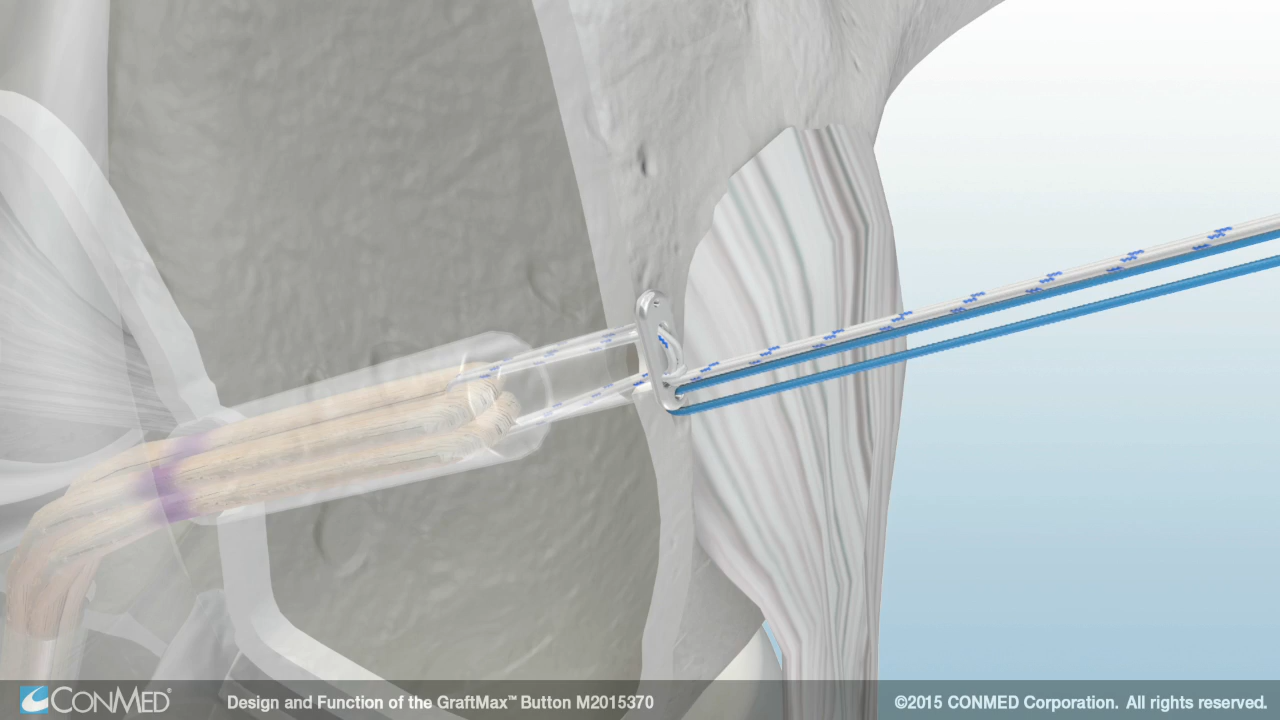 CONMED® Design and Function of the GraftMax™ Button M2015370 ©2015 CONMED Corporation. All rights reserved.